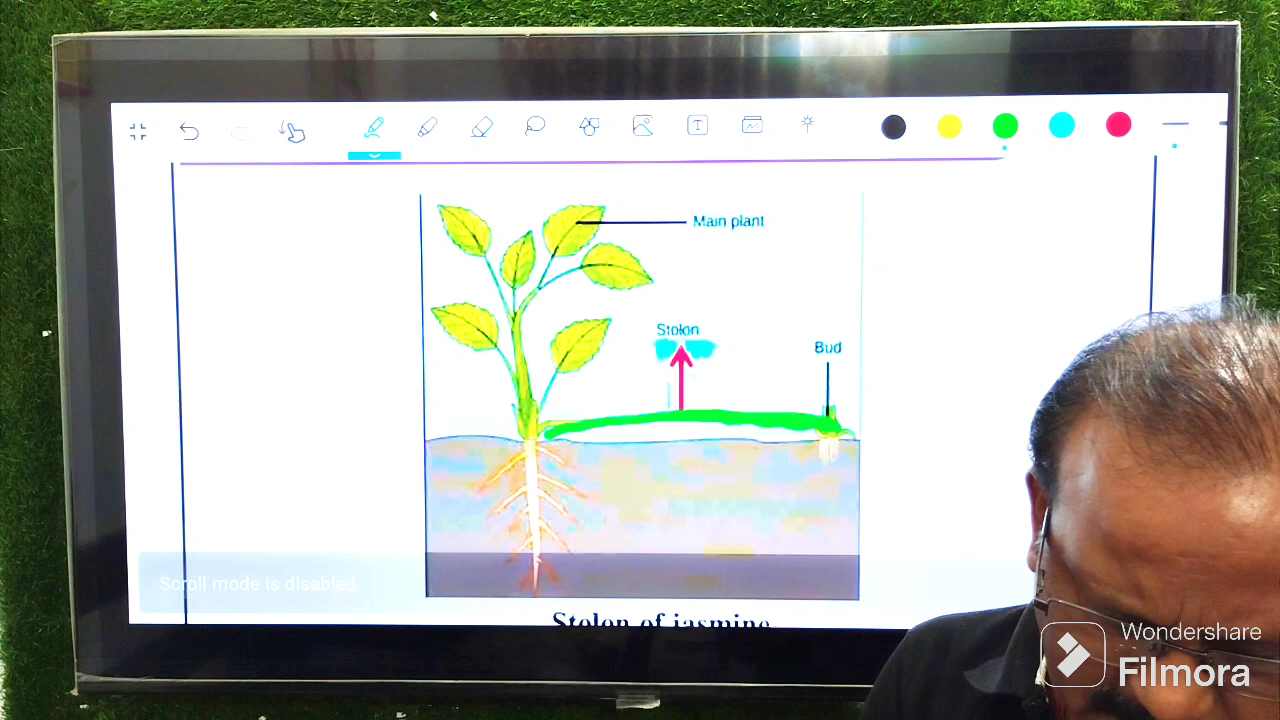 Main plant
Stolon
Bud
Scroll mode is disabled
Stolon of jasmine
Wondershare
Filmora